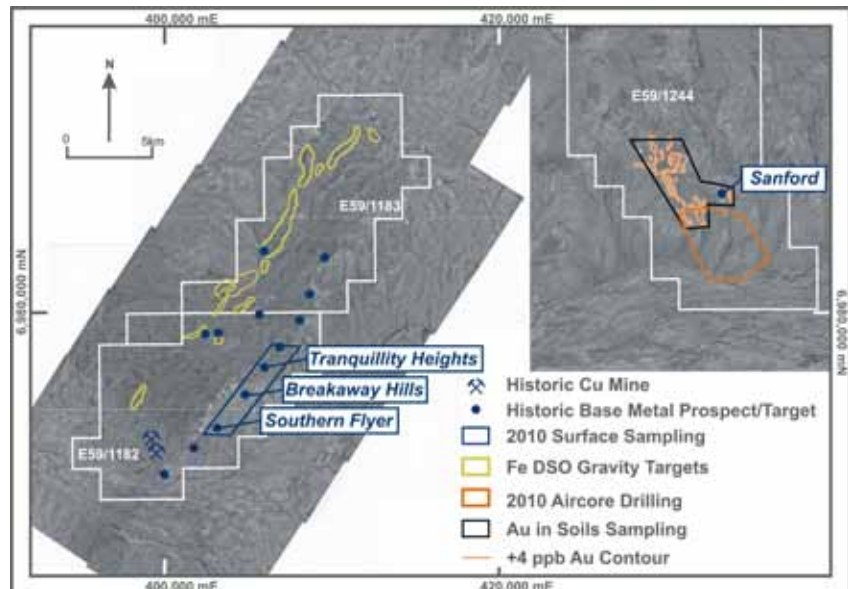 400,000 mE
420,000 mE
N
0
5km
E59/1244
Sanford
E59/1183
6,980,000 mN
6,980,000 mN
Tranquillity Heights
Breakaway Hills
Southern Flyer
E59/1182
Historic Cu Mine
Historic Base Metal Prospect/Target
2010 Surface Sampling
Fe DSO Gravity Targets
2010 Aircore Drilling
Au in Soils Sampling
+4 ppb Au Contour
400,000 mE
420,000 mE